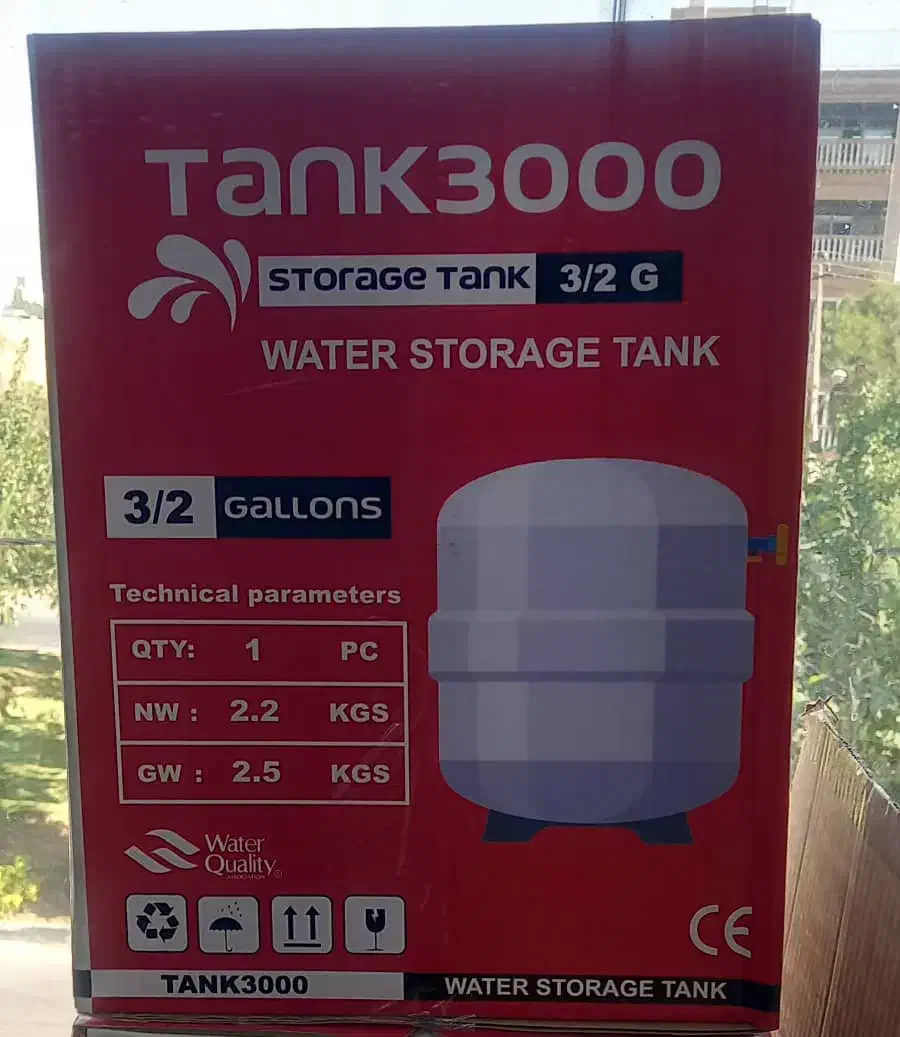 Tank3000
Storage Tank 3/2 G
WATER STORAGE TANK
3/2 Gallons
Technical parameters
QTY: 1 PC
NW : 2.2 KGS
GW : 2.5 KGS
Water
Quality
ASSOCIATION
CE
TANK3000 WATER STORAGE TANK